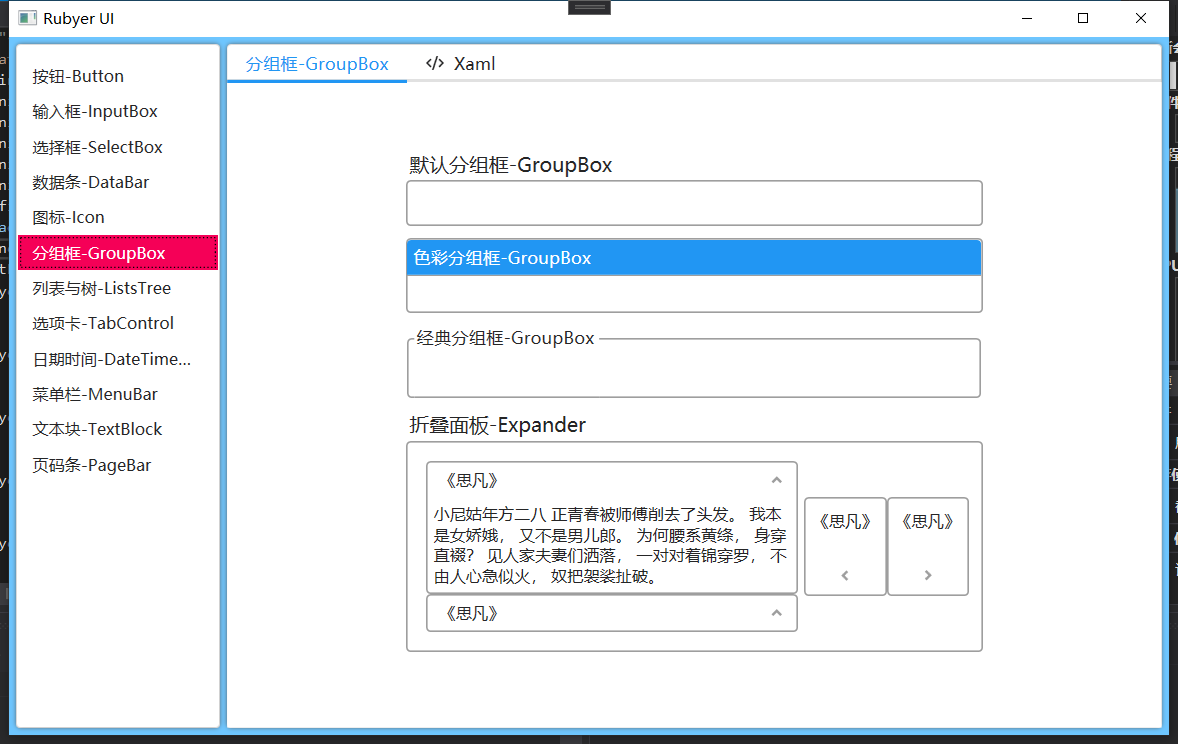 Rubyer UI
按钮-Button
输入框-InputBox
选择框-SelectBox
数据条-DataBar
图标-Icon
分组框-GroupBox
列表与树-ListsTree
选项卡-TabControl
日期时间-DateTime...
菜单栏-MenuBar
文本块-TextBlock
页码条-PageBar
分组框-GroupBox
</> Xaml
默认分组框-GroupBox
色彩分组框-GroupBox
经典分组框-GroupBox
折叠面板-Expander
《思凡》
小尼姑年方二八 正青春被师傅削去了头发。 我本
是女娇娥， 又不是男儿郎。 为何腰系黄绦， 身穿
直裰？ 见人家夫妻们洒落， 一对对着锦穿罗， 不
由人心急似火， 奴把袈裟扯破。
《思凡》
《思凡》
《思凡》